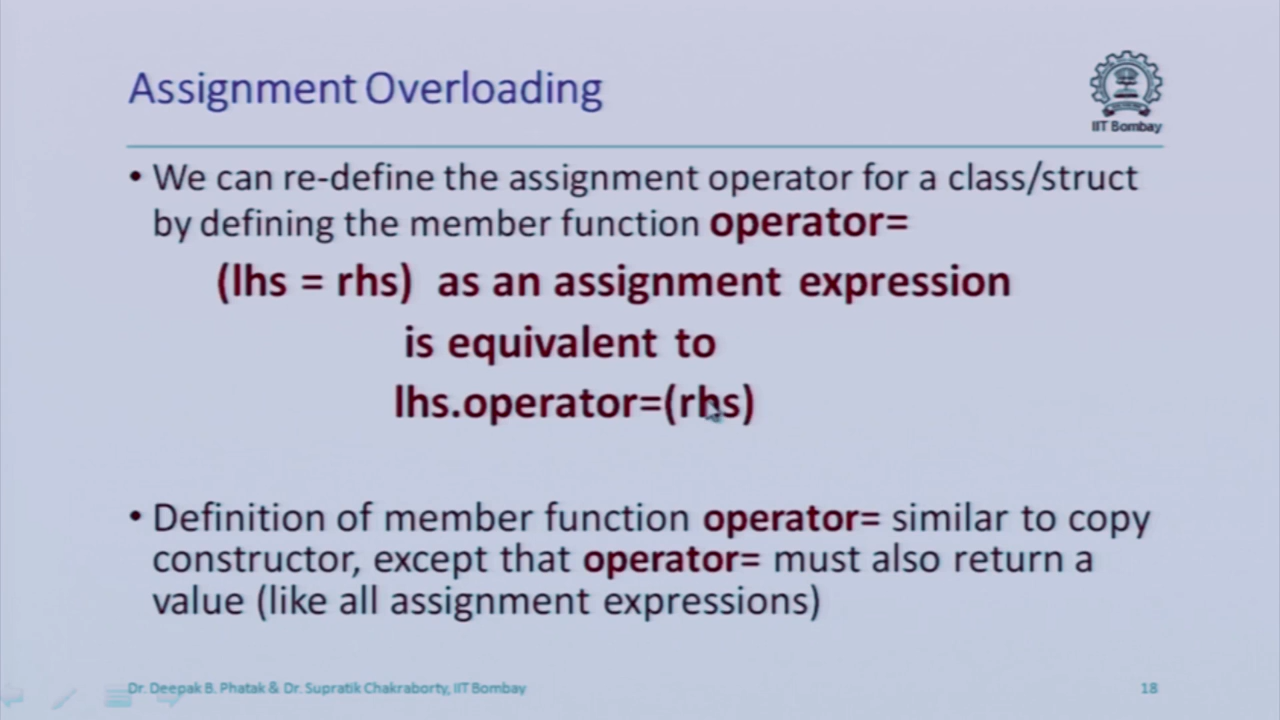 Assignment Overloading
IIT Bombay
• We can re-define the assignment operator for a class/struct
by defining the member function operator=
(lhs = rhs) as an assignment expression
is equivalent to
lhs.operator=(rhs)
• Definition of member function operator= similar to copy
constructor, except that operator= must also return a
value (like all assignment expressions)
Dr. Deepak B. Phatak & Dr. Supratik Chakraborty, IIT Bombay
18